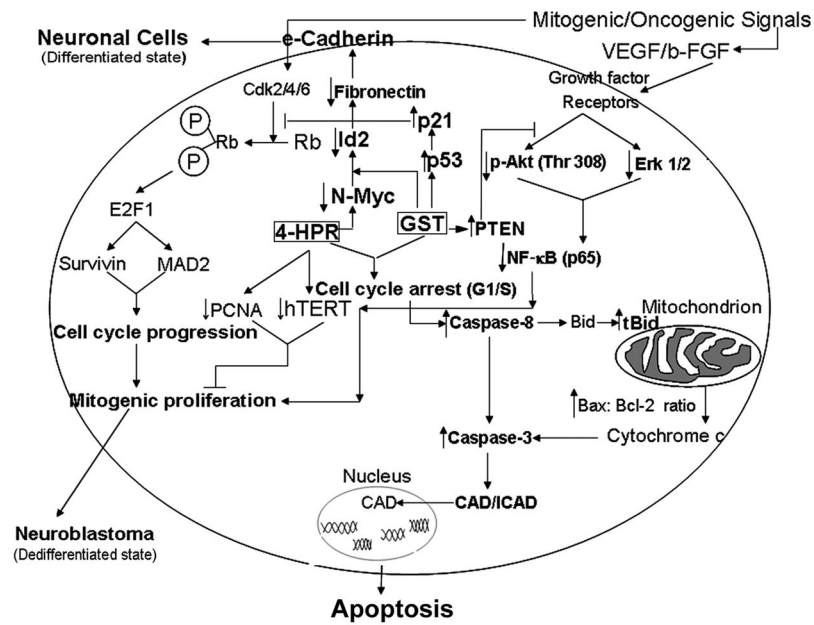 Mitogenic/Oncogenic Signals
Neuronal Cells
(Differentiated state)
e-Cadherin
VEGF/b-FGF
Growth factor
Receptors
Cdk2/4/6
Fibronectin
p21
P
Rb
Rb
Id2
P
p53
p-Akt (Thr 308)
Erk 1/2
N-Myc
E2F1
4-HPR
GST
PTEN
Survivin
MAD2
NF-κB (p65)
Cell cycle arest (G1/S)
PCNA
hTERT
Mitochondrion
Cell cycle progression
Caspase-8
Bid
tBid
Mitogenic proliferation
Bax: Bcl-2 ratio
Caspase-3
Cytochrome c
Nucleus
CAD
CAD/ICAD
Neuroblastoma
(Dedifferentiated state)
Apoptosis